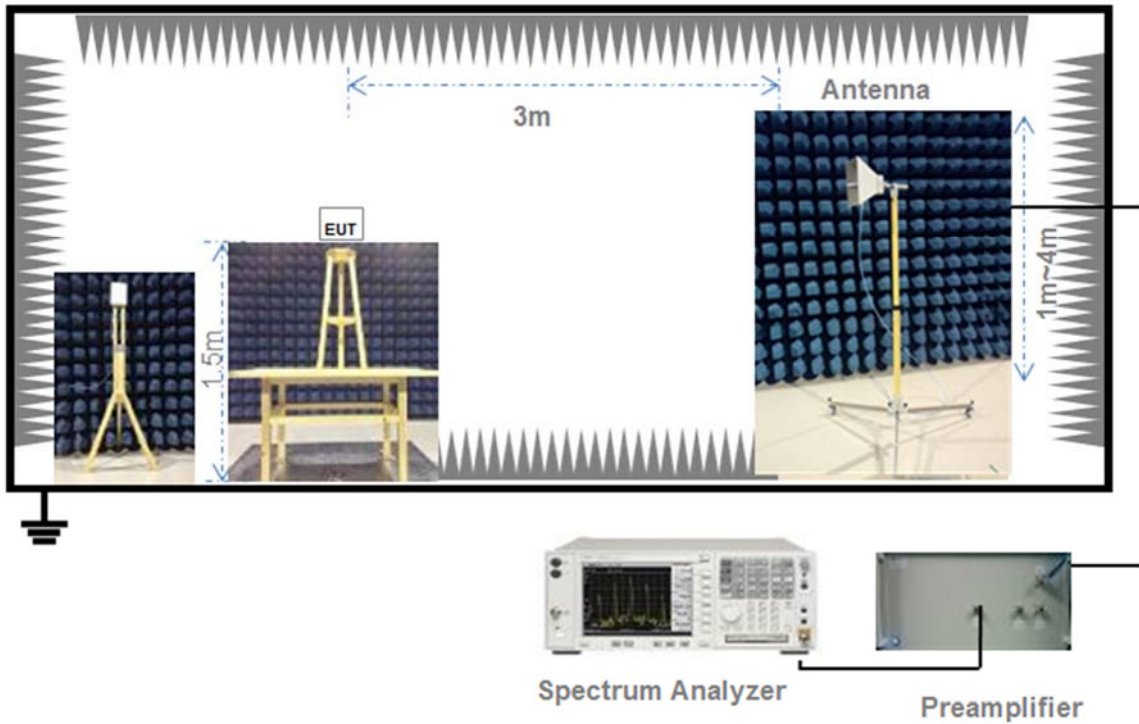 Antenna
3m
EUT
1.5m
1m~4m
Spectrum Analyzer
Preamplifier